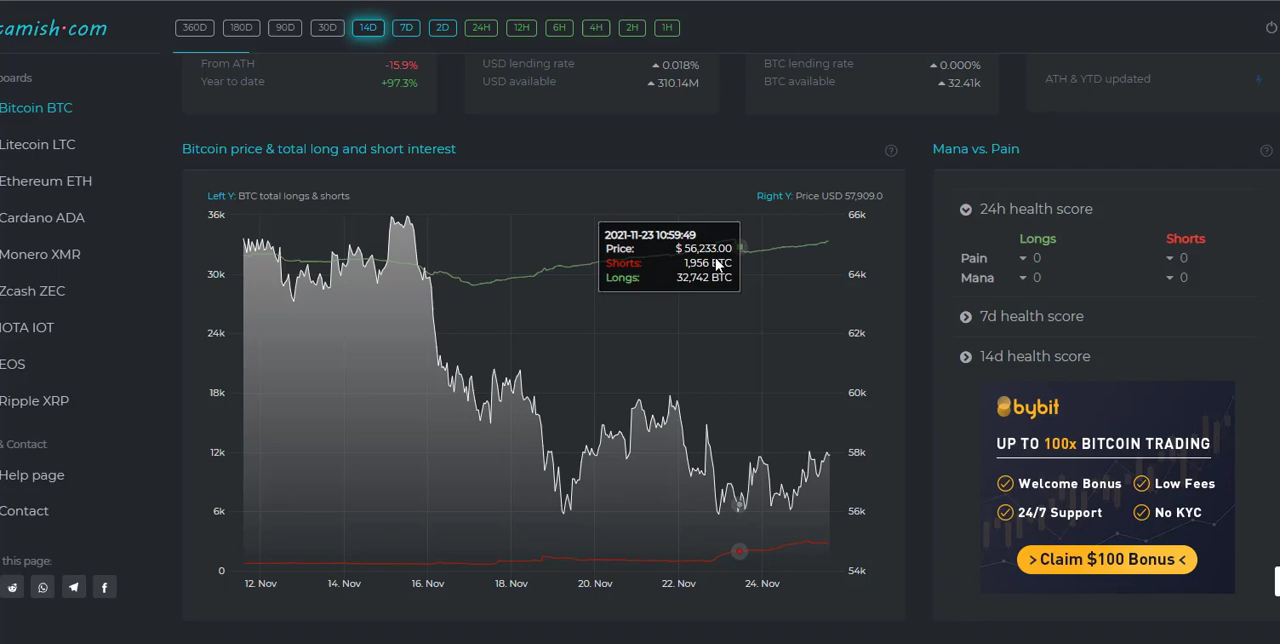 camish·com
360D 180D 90D 30D 14D 7D 2D 24H 12H 6H 4H 2H 1H
boards
Bitcoin BTC
Litecoin LTC
Ethereum ETH
Cardano ADA
Monero XMR
Zcash ZEC
IOTA IOT
EOS
Ripple XRP
& Contact
Help page
Contact
this page:
From ATH -15.9%
Year to date +97.3%
USD lending rate 0.018%
USD available 310.14M
BTC lending rate 0.000%
BTC available 32.41k
ATH & YTD updated
Bitcoin price & total long and short interest
Left Y: BTC total longs & shorts
Right Y: Price USD 57,909.0
36k
30k
24k
18k
12k
6k
0
2021-11-23 10:59:49
Price: $ 56,233.00
Shorts: 1,956 BTC
Longs: 32,742 BTC
66k
64k
62k
60k
58k
56k
54k
12. Nov 14. Nov 16. Nov 18. Nov 20. Nov 22. Nov 24. Nov
Mana vs. Pain
24h health score
Longs Shorts
Pain 0 0
Mana 0 0
7d health score
14d health score
bybit
UP TO 100x BITCOIN TRADING
Welcome Bonus Low Fees
24/7 Support No KYC
> Claim $100 Bonus <